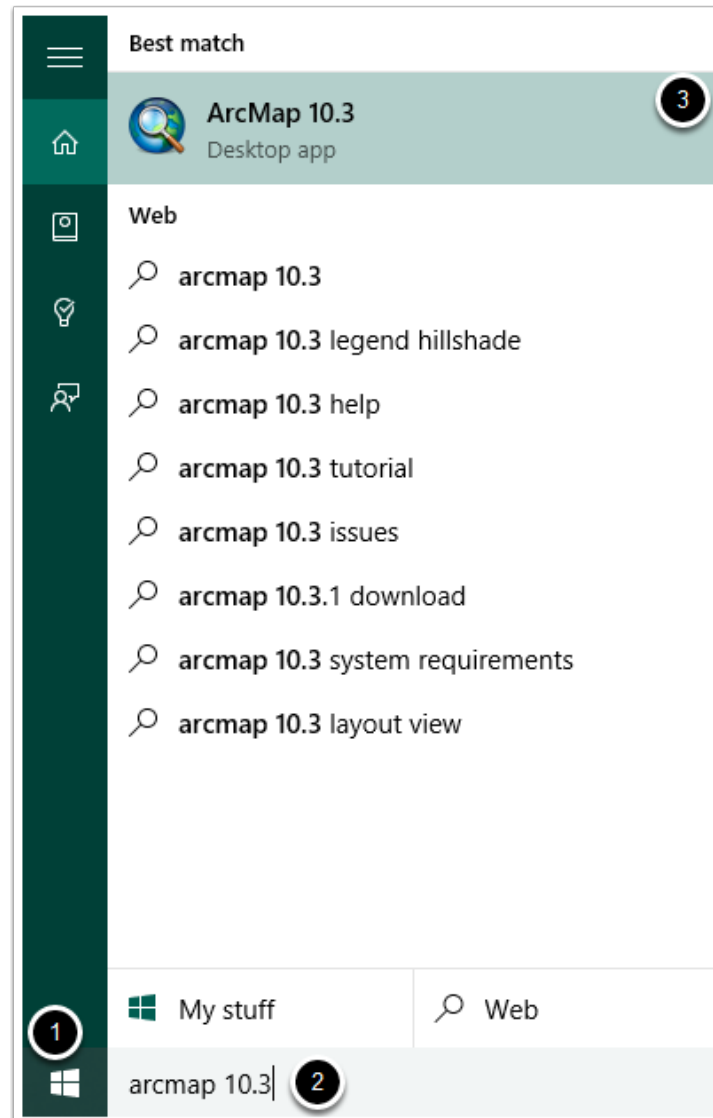 Best match
ArcMap 10.3
3
Desktop app
Web
arcmap 10.3
arcmap 10.3 legend hillshade
arcmap 10.3 help
arcmap 10.3 tutorial
arcmap 10.3 issues
arcmap 10.3.1 download
arcmap 10.3 system requirements
arcmap 10.3 layout view
My stuff
Web
1
arcmap 10.3
2